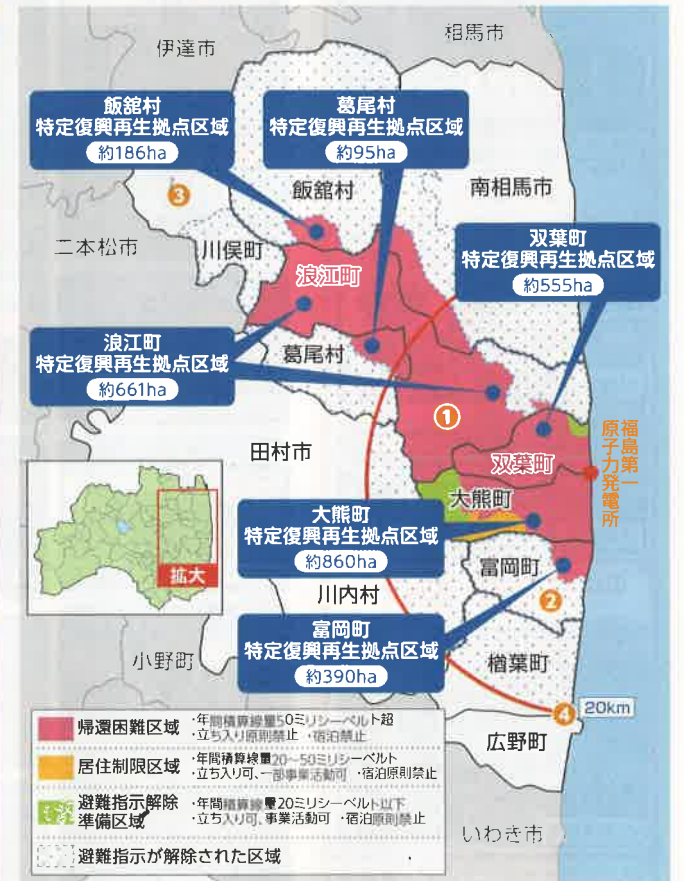 伊達市
相馬市
飯舘村
特定復興再生拠点区域
約186ha
葛尾村
特定復興再生拠点区域
約95ha
③
飯舘村
南相馬市
二本松市
川俣町
双葉町
特定復興再生拠点区域
約555ha
浪江町
浪江町
特定復興再生拠点区域
約661ha
葛尾村
①
田村市
双葉町
福島第一
原子力発電所
大熊町
大熊町
特定復興再生拠点区域
約860ha
拡大
富岡町
川内村
②
富岡町
特定復興再生拠点区域
約390ha
小野町
楢葉町
④
20km
広野町
帰還困難区域
・年間積算線量50ミリシーベルト超
・立ち入り原則禁止 ・宿泊禁止
居住制限区域
・年間積算線量20〜50ミリシーベルト
・立ち入り可、一部事業活動可 ・宿泊原則禁止
避難指示解除
準備区域
・年間積算線量20ミリシーベルト以下
・立ち入り可、事業活動可 ・宿泊原則禁止
避難指示が解除された区域
いわき市